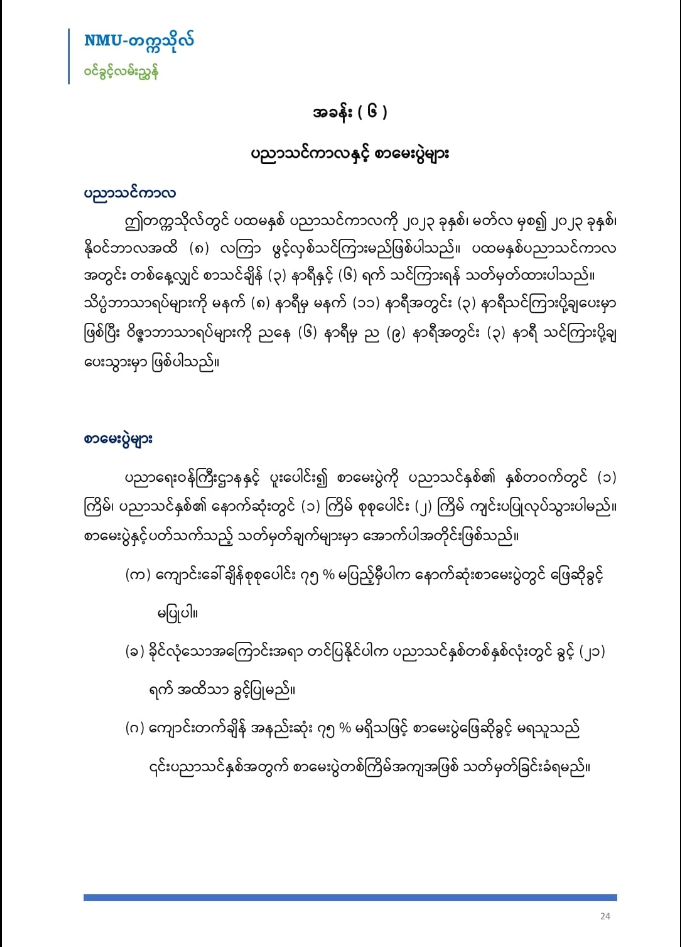 NMU-တက္ကသိုလ်
ဝင်ခွင့်လမ်းညွှန်
အခန်း ( ၆ )
ပညာသင်ကာလနှင့် စာမေးပွဲများ
ပညာသင်ကာလ
ဤတက္ကသိုလ်တွင် ပထမနှစ် ပညာသင်ကာလကို ၂၀၂၃ ခုနှစ်၊ မတ်လ မှစ၍ ၂၀၂၃ ခုနှစ်၊
နိုဝင်ဘာလအထိ (၈) လကြာ ဖွင့်လှစ်သင်ကြားမည်ဖြစ်ပါသည်။ ပထမနှစ်ပညာသင်ကာလ
အတွင်း တစ်နေ့လျှင် စာသင်ချိန် (၃) နာရီနှင့် (၆) ရက် သင်ကြားရန် သတ်မှတ်ထားပါသည်။
သိပ္ပံဘာသာရပ်များကို မနက် (၈) နာရီမှ မနက် (၁၁) နာရီအတွင်း (၃) နာရီသင်ကြားပို့ချပေးမှာ
ဖြစ်ပြီး ဝိဇ္ဇာဘာသာရပ်များကို ညနေ (၆) နာရီမှ ည (၉) နာရီအတွင်း (၃) နာရီ သင်ကြားပို့ချ
ပေးသွားမှာ ဖြစ်ပါသည်။
စာမေးပွဲများ
ပညာရေးဝန်ကြီးဌာနနှင့် ပူးပေါင်း၍ စာမေးပွဲကို ပညာသင်နှစ်၏ နှစ်တဝက်တွင် (၁)
ကြိမ်၊ ပညာသင်နှစ်၏ နောက်ဆုံးတွင် (၁) ကြိမ် စုစုပေါင်း (၂) ကြိမ် ကျင်းပပြုလုပ်သွားပါမည်။
စာမေးပွဲနှင့်ပတ်သက်သည့် သတ်မှတ်ချက်များမှာ အောက်ပါအတိုင်းဖြစ်သည်။
(က) ကျောင်းခေါ်ချိန်စုစုပေါင်း ၇၅ % မပြည့်မှီပါက နောက်ဆုံးစာမေးပွဲတွင် ဖြေဆိုခွင့်
မပြုပါ။
(ခ) ခိုင်လုံသောအကြောင်းအရာ တင်ပြနိုင်ပါက ပညာသင်နှစ်တစ်နှစ်လုံးတွင် ခွင့် (၂၁)
ရက် အထိသာ ခွင့်ပြုမည်။
(ဂ) ကျောင်းတက်ချိန် အနည်းဆုံး ၇၅ % မရှိသဖြင့် စာမေးပွဲဖြေဆိုခွင့် မရသူသည်
၎င်းပညာသင်နှစ်အတွက် စာမေးပွဲတစ်ကြိမ်အကျအဖြစ် သတ်မှတ်ခြင်းခံရမည်။
24